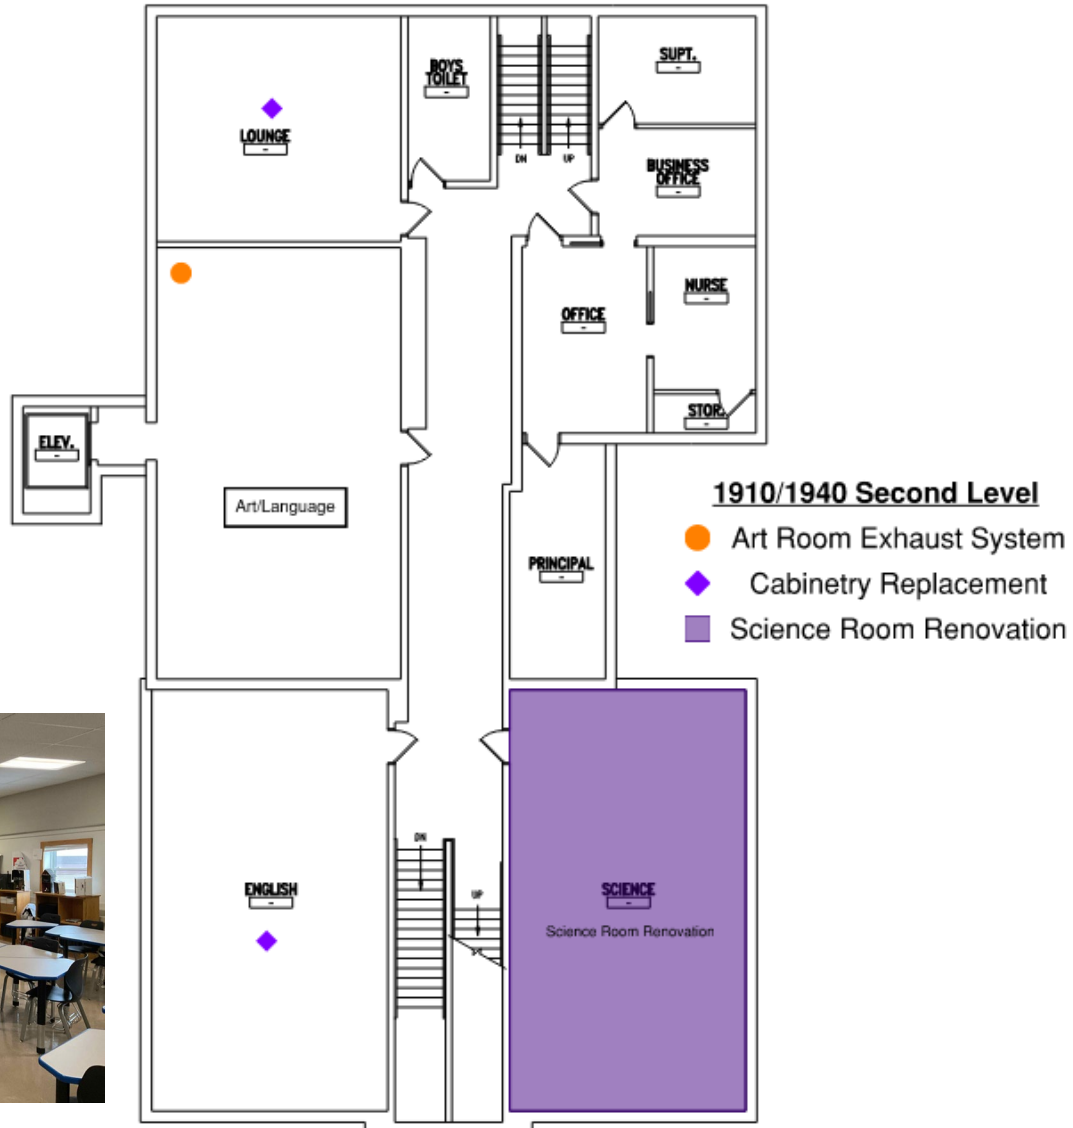 SUPT.
-
BOYS
TOILET
-
LOUNGE
-
DN
UP
BUSINESS
OFFICE
-
NURSE
-
OFFICE
-
STOR.
-
ELEV.
-
Art/Language
1910/1940 Second Level
Art Room Exhaust System
Cabinetry Replacement
Science Room Renovation
PRINCIPAL
-
DN
UP
ENGLISH
-
SCIENCE
-
Science Room Renovation